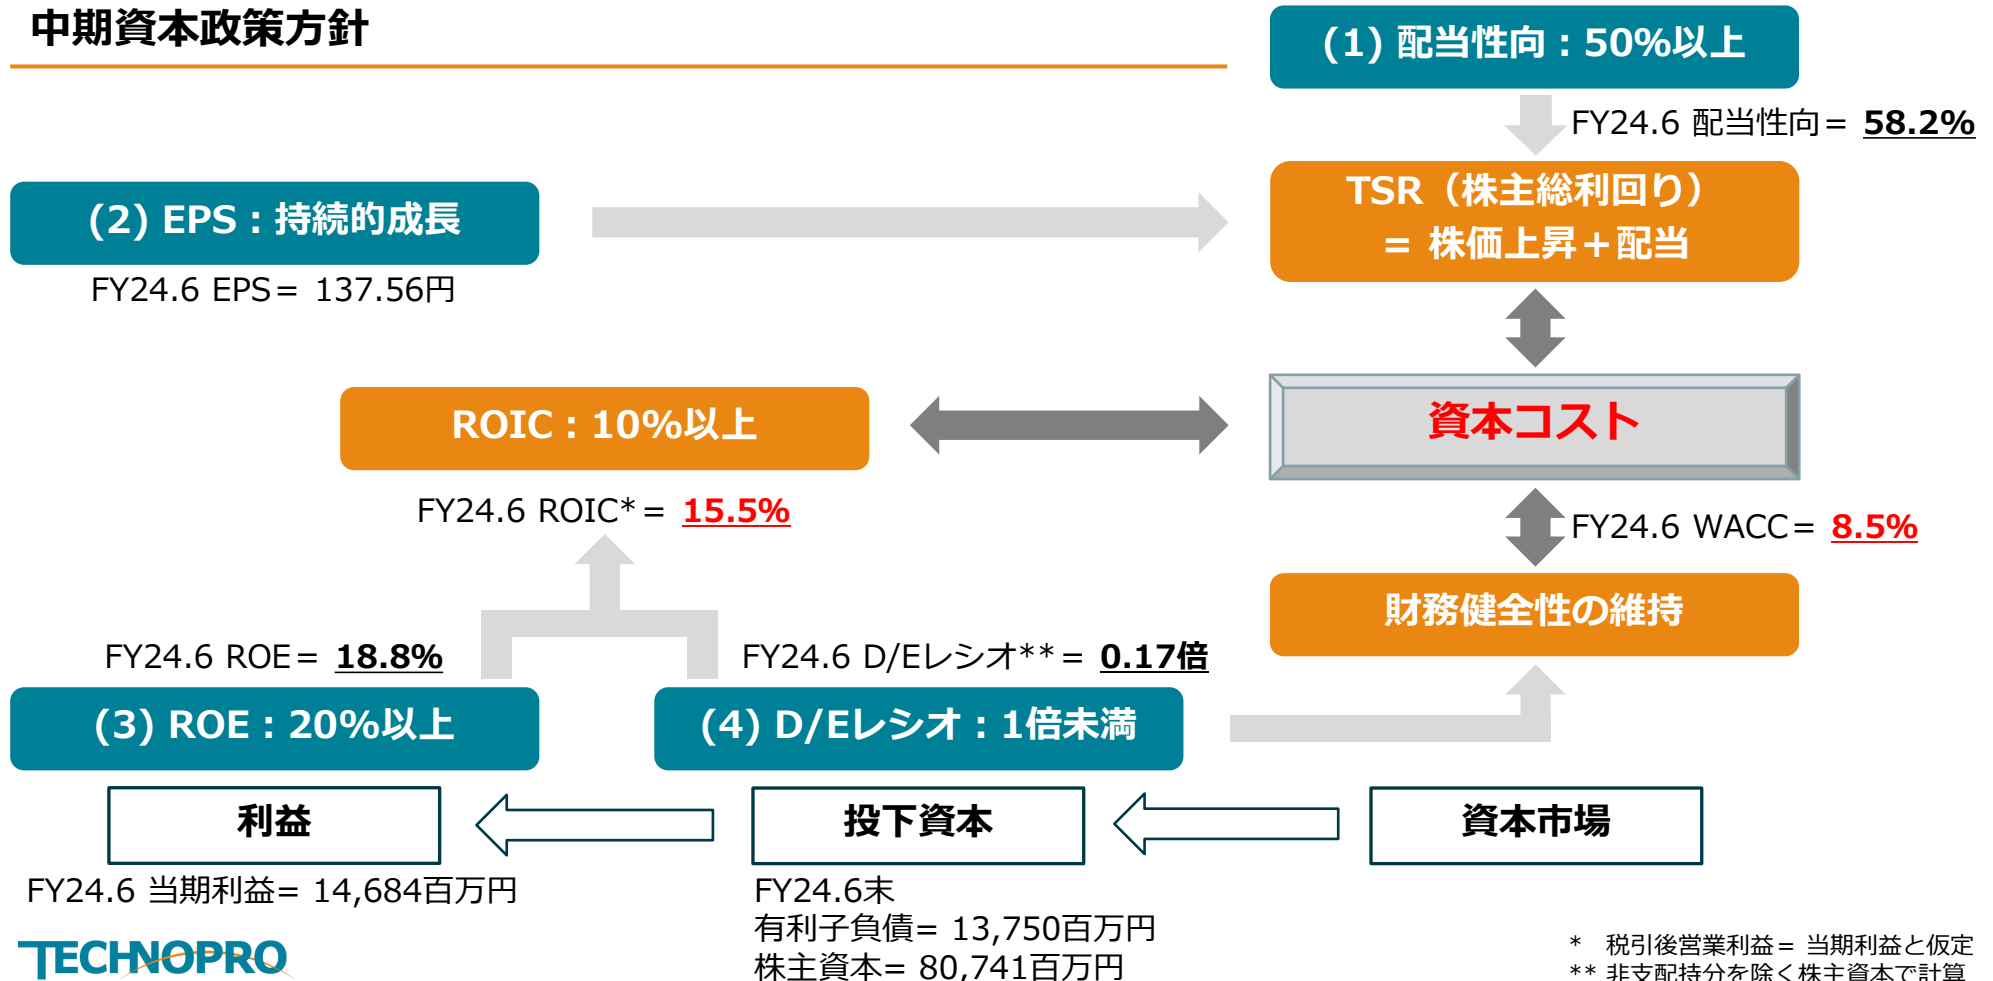 中期資本政策方針
(1) 配当性向：50%以上
FY24.6 配当性向＝ 58.2%
(2) EPS：持続的成長
FY24.6 EPS＝ 137.56円
TSR（株主総利回り）
＝ 株価上昇＋配当
ROIC：10%以上
FY24.6 ROIC*＝ 15.5%
資本コスト
FY24.6 WACC＝ 8.5%
財務健全性の維持
FY24.6 ROE＝ 18.8%
(3) ROE：20%以上
FY24.6 D/Eレシオ**＝ 0.17倍
(4) D/Eレシオ：1倍未満
利益
投下資本
資本市場
FY24.6 当期利益= 14,684百万円
FY24.6末
有利子負債= 13,750百万円
株主資本= 80,741百万円
TECHNOPRO
* 税引後営業利益＝ 当期利益と仮定
** 非支配持分を除く株主資本で計算